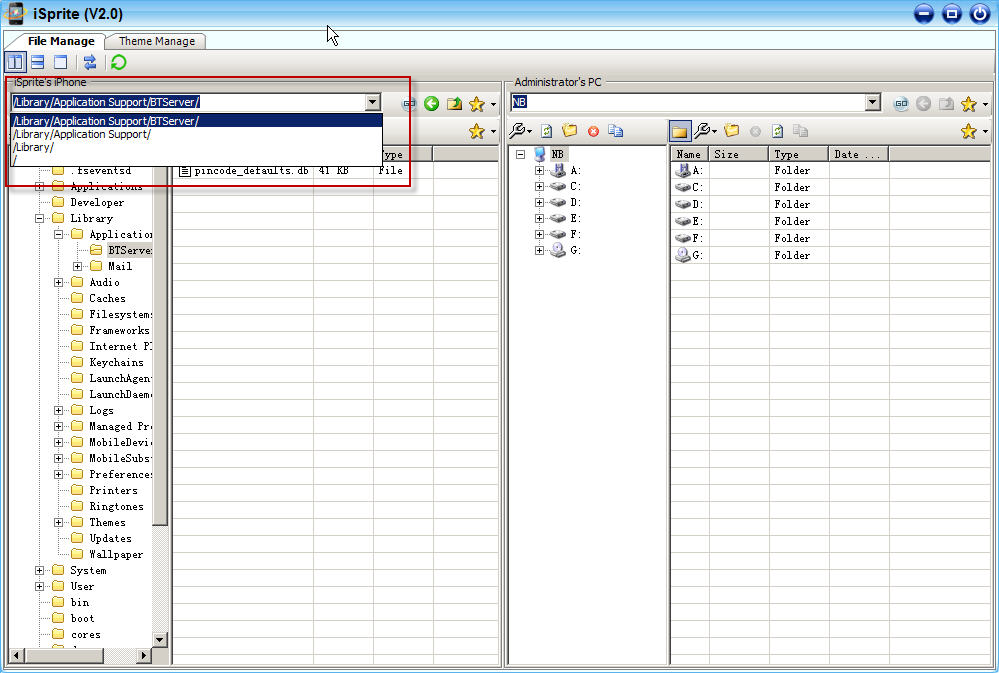 iSprite (V2.0)
File Manage
Theme Manage
iSprite's iPhone
/Library/Application Support/BTServer/
/Library/Application Support/BTServer/
/Library/Application Support/
/Library/
/
ype
pincode_defaults.db 41 KB File
.fseventsd
Applications
Developer
Library
Application
BTServer
Mail
Audio
Caches
Filesystems
Frameworks
Internet P
Keychains
LaunchAgen
LaunchDaem
Logs
Managed Pr
MobileDevi
MobileSubs
Preferences
Printers
Ringtones
Themes
Updates
Wallpaper
System
User
bin
boot
cores
Administrator's PC
NB
GO
NB
A:
C:
D:
E:
F:
G:
Name Size Type Date ...
A: Folder
C: Folder
D: Folder
E: Folder
F: Folder
G: Folder